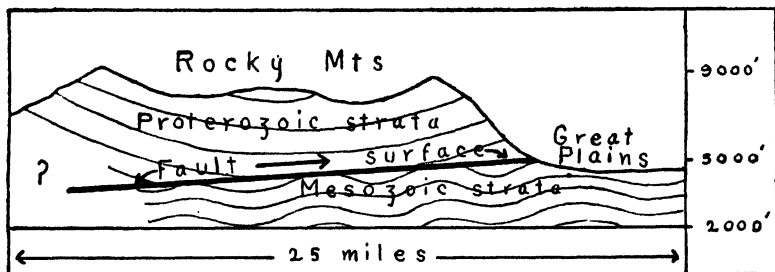 Rocky Mts
9000'
Proterozoic strata
Great
Plains
Fault surface
5000'
?
Mesozoic strata
2000'
25 miles